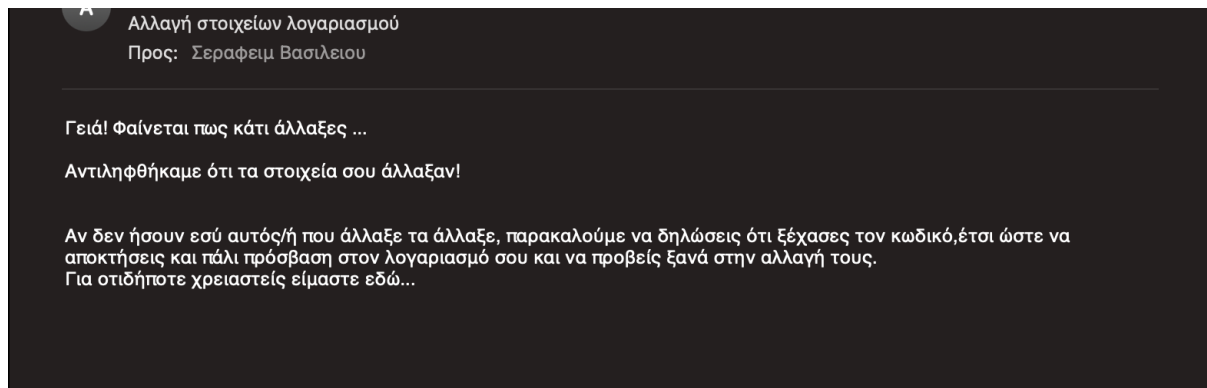 Α
Αλλαγή στοιχείων λογαριασμού
Προς: Σεραφειμ Βασιλειου
Γειά! Φαίνεται πως κάτι άλλαξες ...
Αντιληφθήκαμε ότι τα στοιχεία σου άλλαξαν!
Αν δεν ήσουν εσύ αυτός/ή που άλλαξε τα άλλαξε, παρακαλούμε να δηλώσεις ότι ξέχασες τον κωδικό,έτσι ώστε να
αποκτήσεις και πάλι πρόσβαση στον λογαριασμό σου και να προβείς ξανά στην αλλαγή τους.
Για οτιδήποτε χρειαστείς είμαστε εδώ...